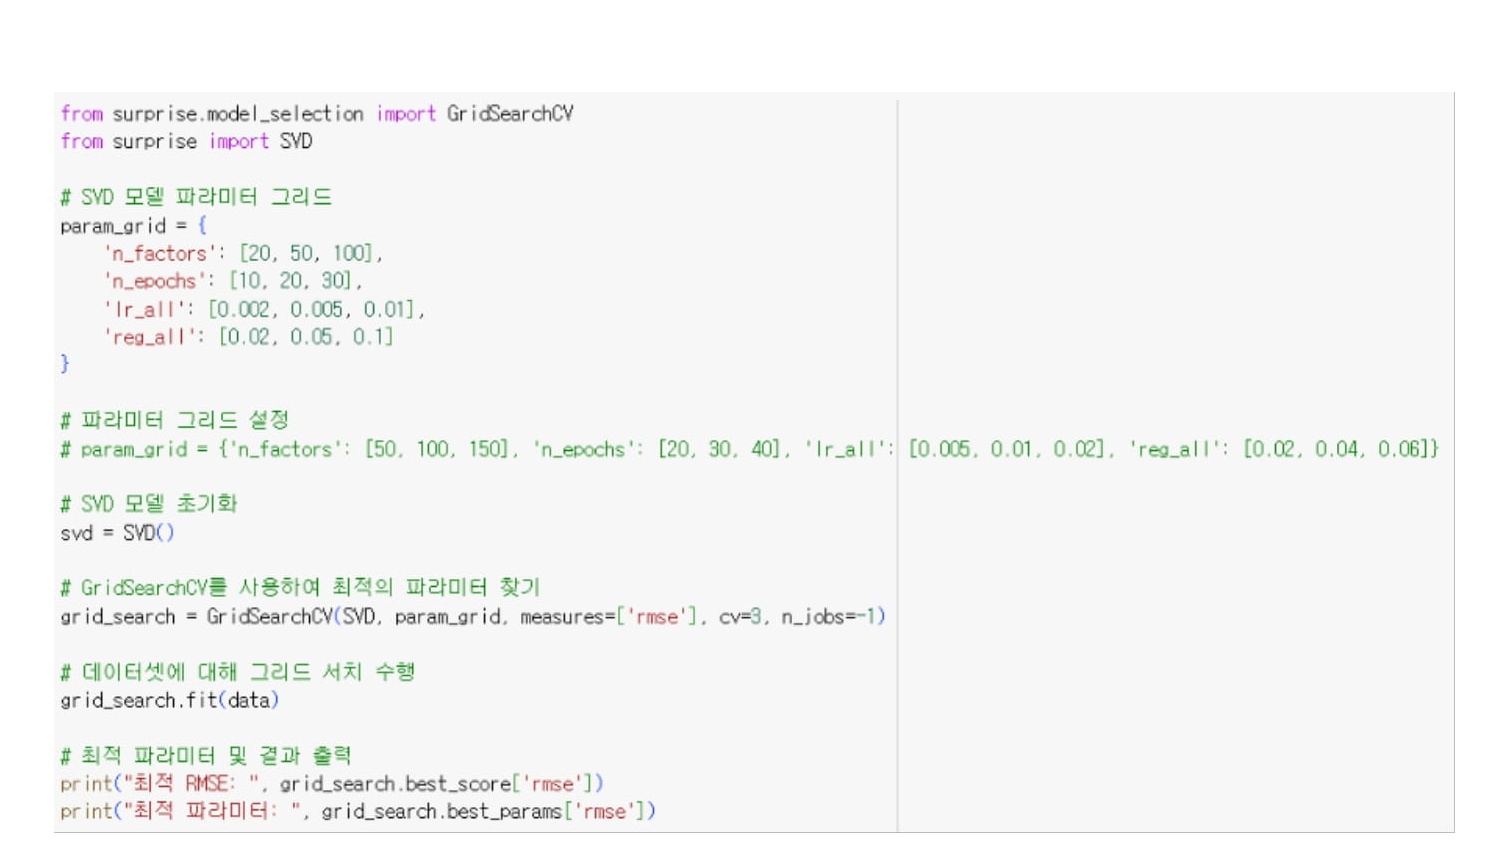 from surprise.model_selection import GridSearchCV
from surprise import SVD
# SVD 모델 파라미터 그리드
param_grid = {
    'n_factors': [20, 50, 100],
    'n_epochs': [10, 20, 30],
    'lr_all': [0.002, 0.005, 0.01],
    'reg_all': [0.02, 0.05, 0.1]
}
# 파라미터 그리드 설정
# param_grid = {'n_factors': [50, 100, 150], 'n_epochs': [20, 30, 40], 'lr_all': [0.005, 0.01, 0.02], 'reg_all': [0.02, 0.04, 0.06]}
# SVD 모델 초기화
svd = SVD()
# GridSearchCV를 사용하여 최적의 파라미터 찾기
grid_search = GridSearchCV(SVD, param_grid, measures=['rmse'], cv=3, n_jobs=-1)
# 데이터셋에 대해 그리드 서치 수행
grid_search.fit(data)
# 최적 파라미터 및 결과 출력
print("최적 RMSE: ", grid_search.best_score['rmse'])
print("최적 파라미터: ", grid_search.best_params['rmse'])